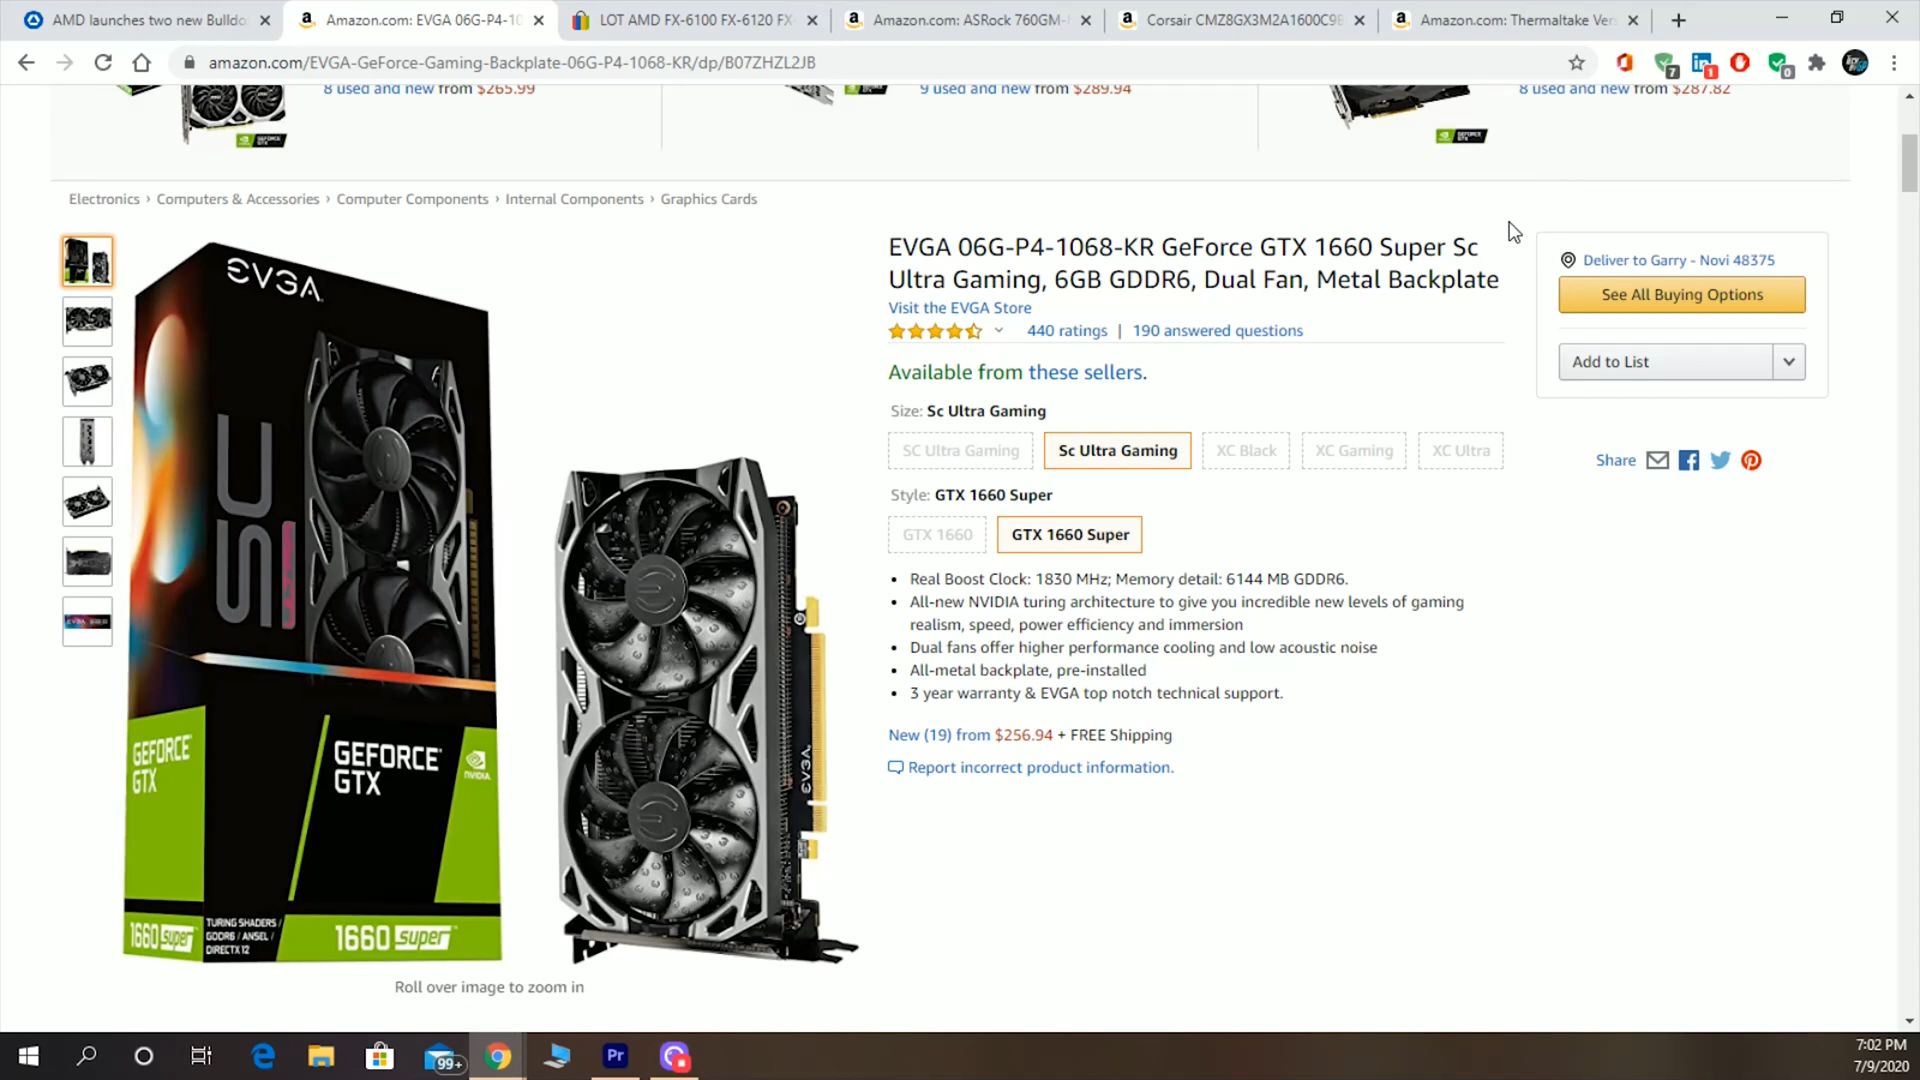 AMD launches two new Bulldo
Amazon.com: EVGA 06G-P4-10
LOT AMD FX-6100 FX-6120 FX-
Amazon.com: ASRock 760GM-
Corsair CMZ8GX3M2A1600C9B
Amazon.com: Thermaltake Ver
amazon.com/EVGA-GeForce-Gaming-Backplate-06G-P4-1068-KR/dp/B07ZHZL2JB
7
1
0
8 used and new from $265.99
9 used and new from $289.94
8 used and new from $287.82
Electronics › Computers & Accessories › Computer Components › Internal Components › Graphics Cards
EVGA 06G-P4-1068-KR GeForce GTX 1660 Super Sc
Ultra Gaming, 6GB GDDR6, Dual Fan, Metal Backplate
Visit the EVGA Store
440 ratings | 190 answered questions
Available from these sellers.
Size: Sc Ultra Gaming
SC Ultra Gaming
Sc Ultra Gaming
XC Black
XC Gaming
XC Ultra
Style: GTX 1660 Super
GTX 1660
GTX 1660 Super
• Real Boost Clock: 1830 MHz; Memory detail: 6144 MB GDDR6.
• All-new NVIDIA turing architecture to give you incredible new levels of gaming
realism, speed, power efficiency and immersion
• Dual fans offer higher performance cooling and low acoustic noise
• All-metal backplate, pre-installed
• 3 year warranty & EVGA top notch technical support.
New (19) from $256.94 + FREE Shipping
Report incorrect product information.
Deliver to Garry - Novi 48375
See All Buying Options
Add to List
Share
EVGA
SC
ULTRA
GEFORCE
GTX
GEFORCE
GTX
NVIDIA
1660 SUPER
TURING SHADERS /
GDDR6 / ANSEL /
DIRECTX 12
1660 SUPER
EVGA
Roll over image to zoom in
99+
Pr
7:02 PM
7/9/2020